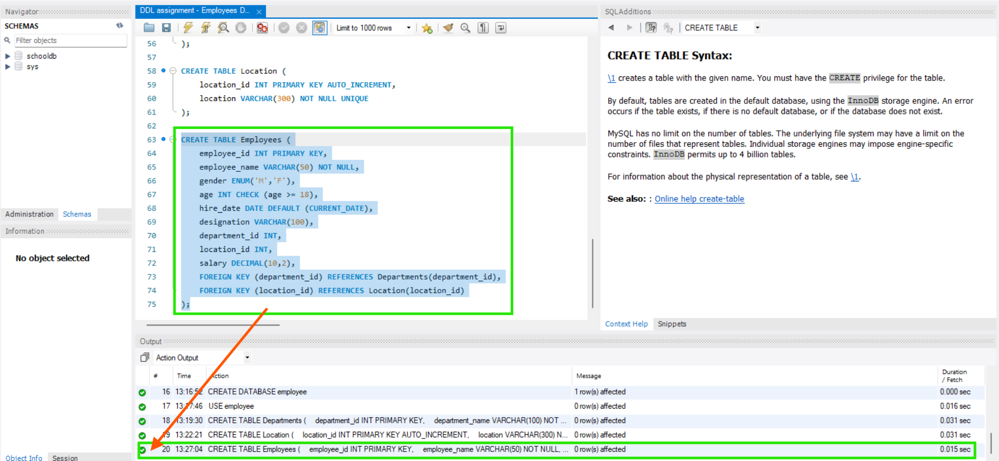 Navigator
SCHEMAS
Filter objects
schooldb
sys
Administration Schemas
Information
No object selected
Object Info Session
DDL assignment - Employees D...
Limit to 1000 rows
56 );
57
58 CREATE TABLE Location (
59 location_id INT PRIMARY KEY AUTO_INCREMENT,
60 location VARCHAR(300) NOT NULL UNIQUE
61 );
62
63 CREATE TABLE Employees (
64 employee_id INT PRIMARY KEY,
65 employee_name VARCHAR(50) NOT NULL,
66 gender ENUM('M','F'),
67 age INT CHECK (age >= 18),
68 hire_date DATE DEFAULT (CURRENT_DATE),
69 designation VARCHAR(100),
70 department_id INT,
71 location_id INT,
72 salary DECIMAL(10,2),
73 FOREIGN KEY (department_id) REFERENCES Departments(department_id),
74 FOREIGN KEY (location_id) REFERENCES Location(location_id)
75 );
SQLAdditions
CREATE TABLE
CREATE TABLE Syntax:
\1 creates a table with the given name. You must have the CREATE privilege for the table.
By default, tables are created in the default database, using the InnoDB storage engine. An error
occurs if the table exists, if there is no default database, or if the database does not exist.
MySQL has no limit on the number of tables. The underlying file system may have a limit on the
number of files that represent tables. Individual storage engines may impose engine-specific
constraints. InnoDB permits up to 4 billion tables.
For information about the physical representation of a table, see \1.
See also: : Online help create-table
Context Help Snippets
Output
Action Output
# Time Action Message Duration / Fetch
16 13:16:52 CREATE DATABASE employee 1 row(s) affected 0.000 sec
17 13:17:46 USE employee 0 row(s) affected 0.016 sec
18 13:19:30 CREATE TABLE Departments ( department_id INT PRIMARY KEY, department_name VARCHAR(100) NOT ... 0 row(s) affected 0.031 sec
19 13:22:21 CREATE TABLE Location ( location_id INT PRIMARY KEY AUTO_INCREMENT, location VARCHAR(300) N... 0 row(s) affected 0.031 sec
20 13:27:04 CREATE TABLE Employees ( employee_id INT PRIMARY KEY, employee_name VARCHAR(50) NOT NULL, ... 0 row(s) affected 0.015 sec